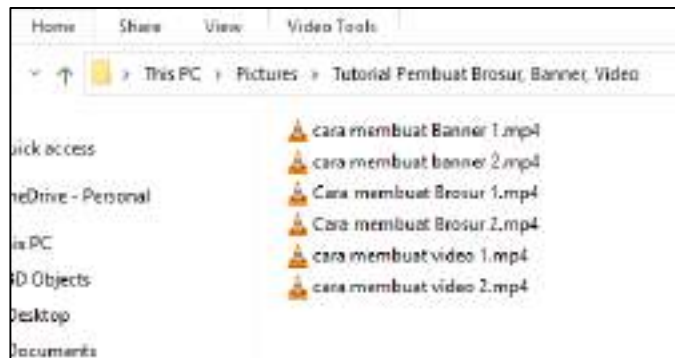 Home Share View Video Tools
This PC › Pictures › Tutorial Pembuat Brosur, Banner, Video
cara membuat Banner 1.mp4
uick access
cara membuat banner 2.mp4
Cara membuat Brosur 1.mp4
neDrive - Personal
Cara membuat Brosur 2.mp4
is PC
cara membuat video 1.mp4
3D Objects
cara membuat video 2.mp4
Desktop
Documents